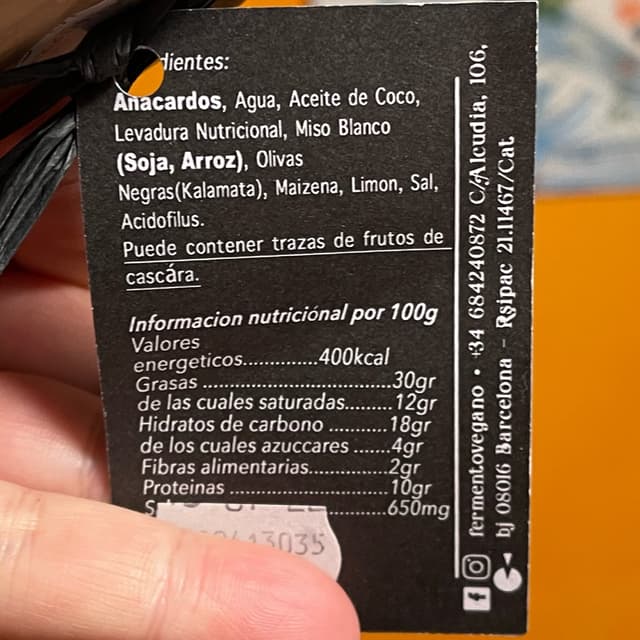 dientes:
Anacardos, Agua, Aceite de Coco,
Levadura Nutricional, Miso Blanco
(Soja, Arroz), Olivas
Negras(Kalamata), Maizena, Limon, Sal,
Acidofilus.
Puede contener trazas de frutos de
cascára.
Informacion nutriciónal por 100g
Valores
energeticos..............400kcal
Grasas ..............................30gr
de las cuales saturadas.........12gr
Hidratos de carbono ...........18gr
de los cuales azuccares .......4gr
Fibras alimentarias...............2gr
Proteinas .........................10gr
...........650mg
13035
fermentovegano • +34 684240872 C/Alcudia, 106,
bj 08016 Barcelona - Rsipac 21.11467/Cat